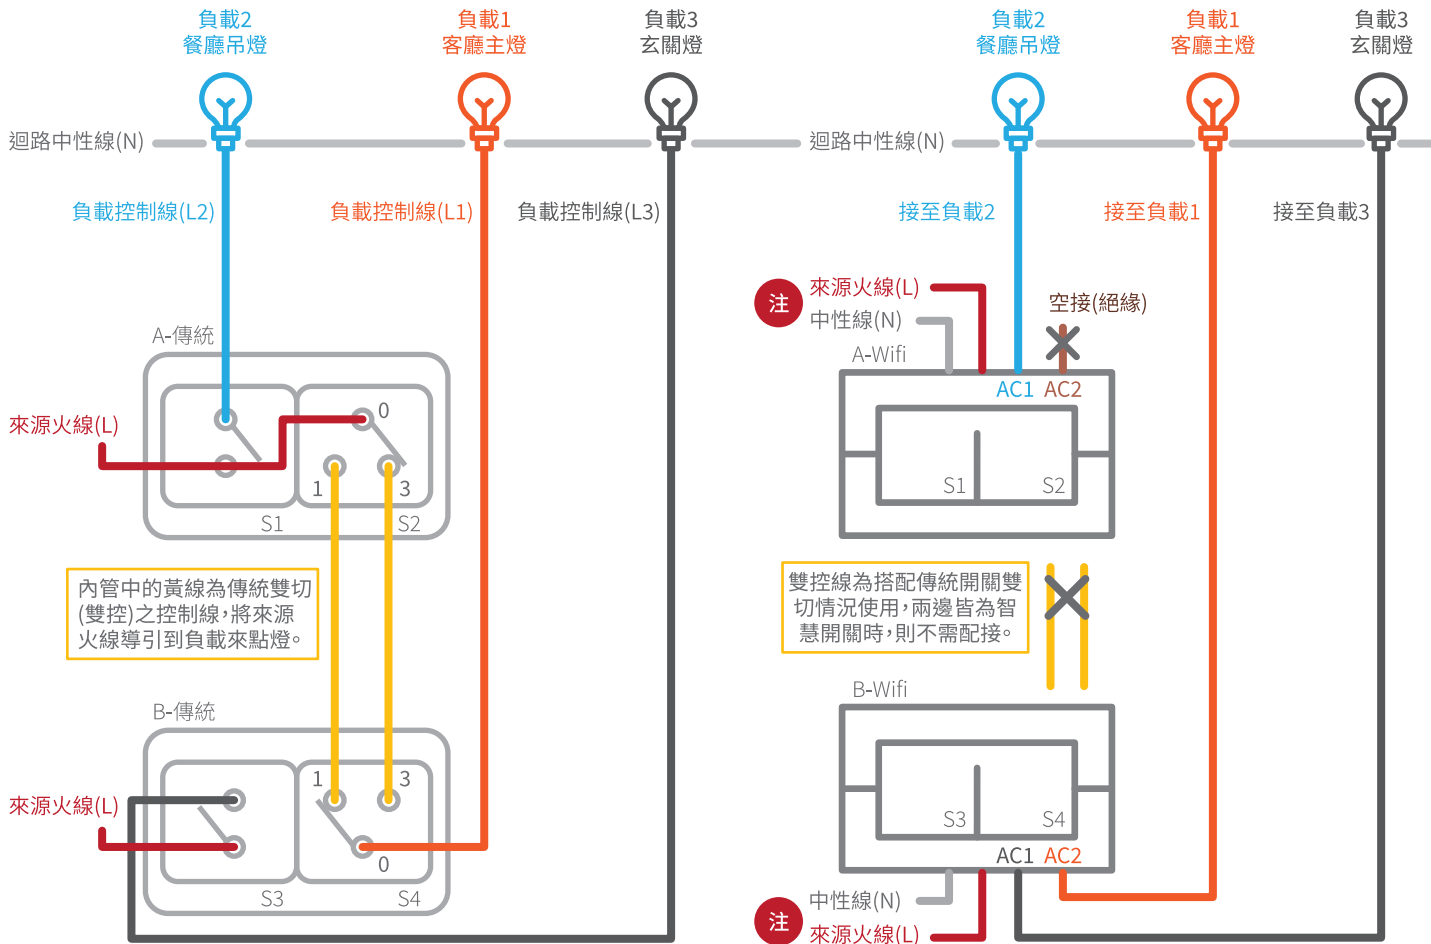 負載2
餐廳吊燈
負載1
客廳主燈
負載3
玄關燈
迴路中性線(N)
負載控制線(L2)
負載控制線(L1)
負載控制線(L3)
A-傳統
來源火線(L)
0
1
3
S1
S2
內管中的黃線為傳統雙切
(雙控)之控制線,將來源
火線導引到負載來點燈。
B-傳統
來源火線(L)
1
3
0
S3
S4
負載2
餐廳吊燈
負載1
客廳主燈
負載3
玄關燈
迴路中性線(N)
接至負載2
接至負載1
接至負載3
注
來源火線(L)
中性線(N)
空接(絕緣)
A-Wifi
AC1
AC2
S1
S2
雙控線為搭配傳統開關雙
切情況使用,兩邊皆為智
慧開關時,則不需配接。
B-Wifi
S3
S4
AC1
AC2
注
中性線(N)
來源火線(L)